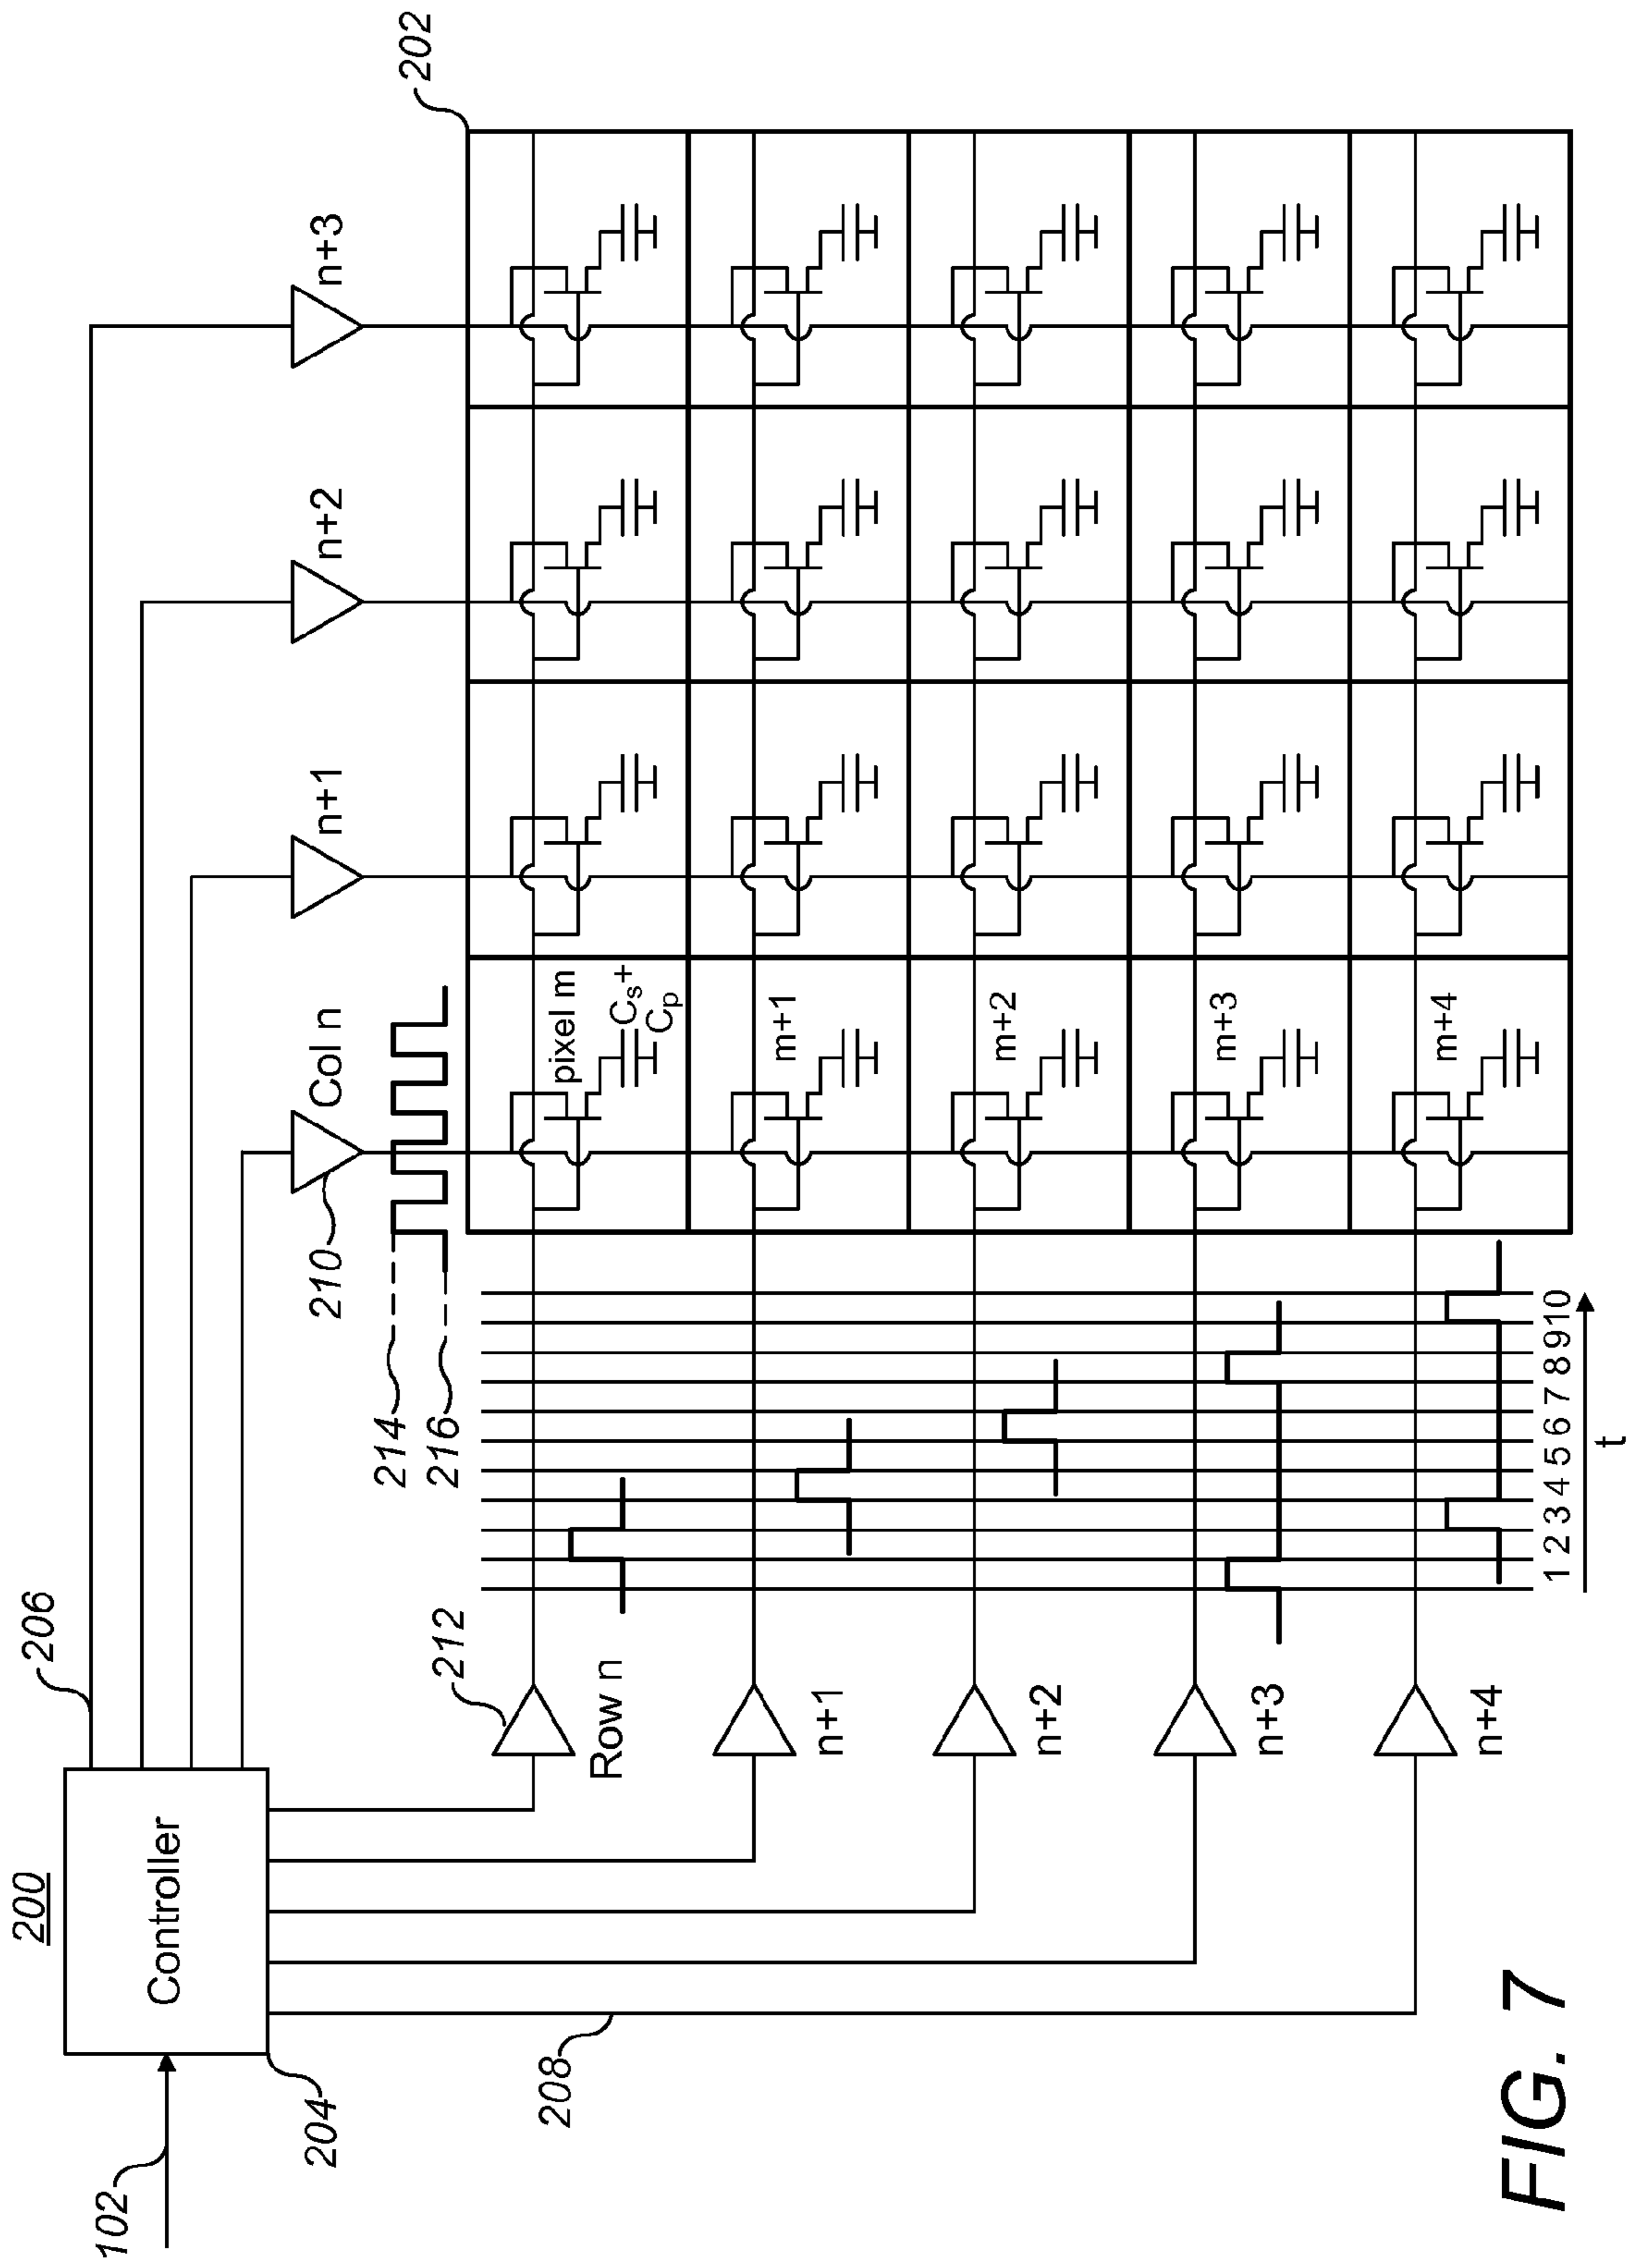 200
102
Controller
204
206
208
210
Col n
n+1
n+2
n+3
202
214
216
212
Row n
n+1
n+2
n+3
n+4
pixel m
Cs+
Cp
m+1
m+2
m+3
m+4
1 2 3 4 5 6 7 8 9 10
t
FIG. 7